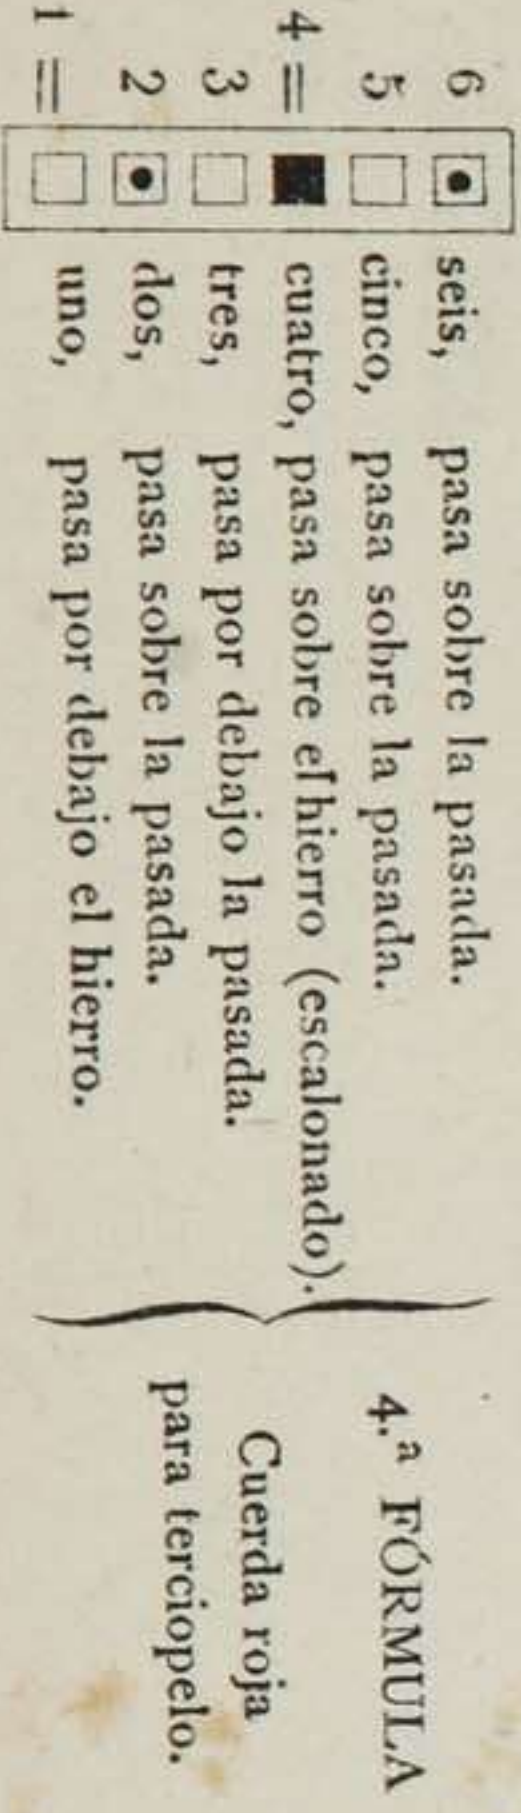 6 seis, pasa sobre la pasada.
5 cinco, pasa sobre la pasada.
4 = cuatro, pasa sobre el hierro (escalonado).
3 tres, pasa por debajo la pasada.
2 dos, pasa sobre la pasada.
1 = uno, pasa por debajo el hierro.
4.ª FÓRMULA
Cuerda roja
para terciopelo.